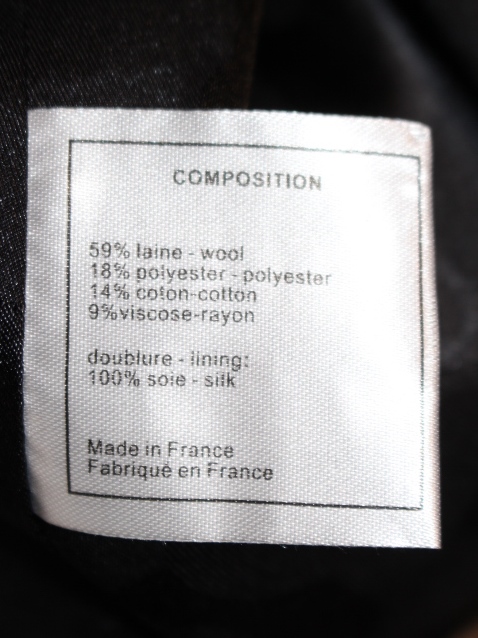 COMPOSITION
59% laine - wool
18% polyester - polyester
14% coton-cotton
9%viscose-rayon
doublure - lining:
100% soie - silk
Made in France
Fabriqué en France